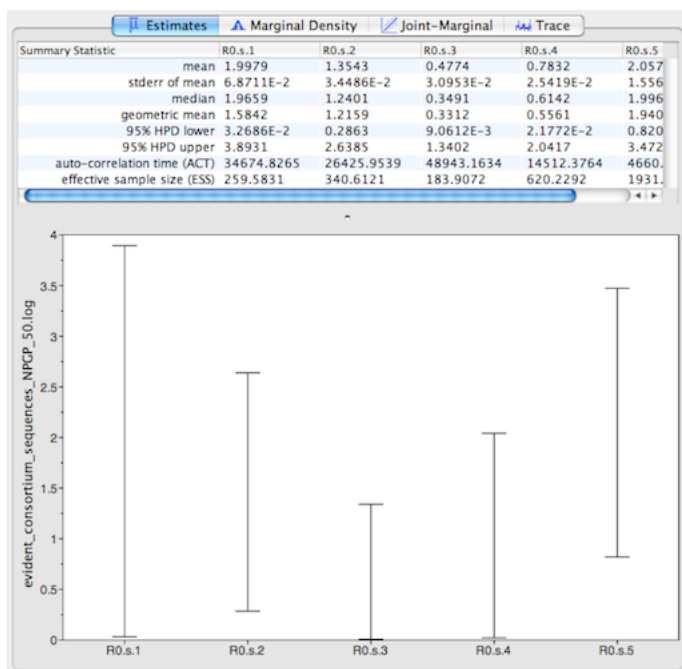 Estimates Marginal Density Joint-Marginal Trace
Summary Statistic R0.s.1 R0.s.2 R0.s.3 R0.s.4 R0.s.5
mean 1.9979 1.3543 0.4774 0.7832 2.057
stderr of mean 6.8711E-2 3.4486E-2 3.0953E-2 2.5419E-2 1.556
median 1.9659 1.2401 0.3491 0.6142 1.996
geometric mean 1.5842 1.2159 0.3312 0.5561 1.940
95% HPD lower 3.2686E-2 0.2863 9.0612E-3 2.1772E-2 0.820
95% HPD upper 3.8931 2.6385 1.3402 2.0417 3.472
auto-correlation time (ACT) 34674.8265 26425.9539 48943.1634 14512.3764 4660.
effective sample size (ESS) 259.5831 340.6121 183.9072 620.2292 1931.
evident_consortium_sequences_NPGP_50.log
4
3.5
3
2.5
2
1.5
1
0.5
0
R0.s.1 R0.s.2 R0.s.3 R0.s.4 R0.s.5